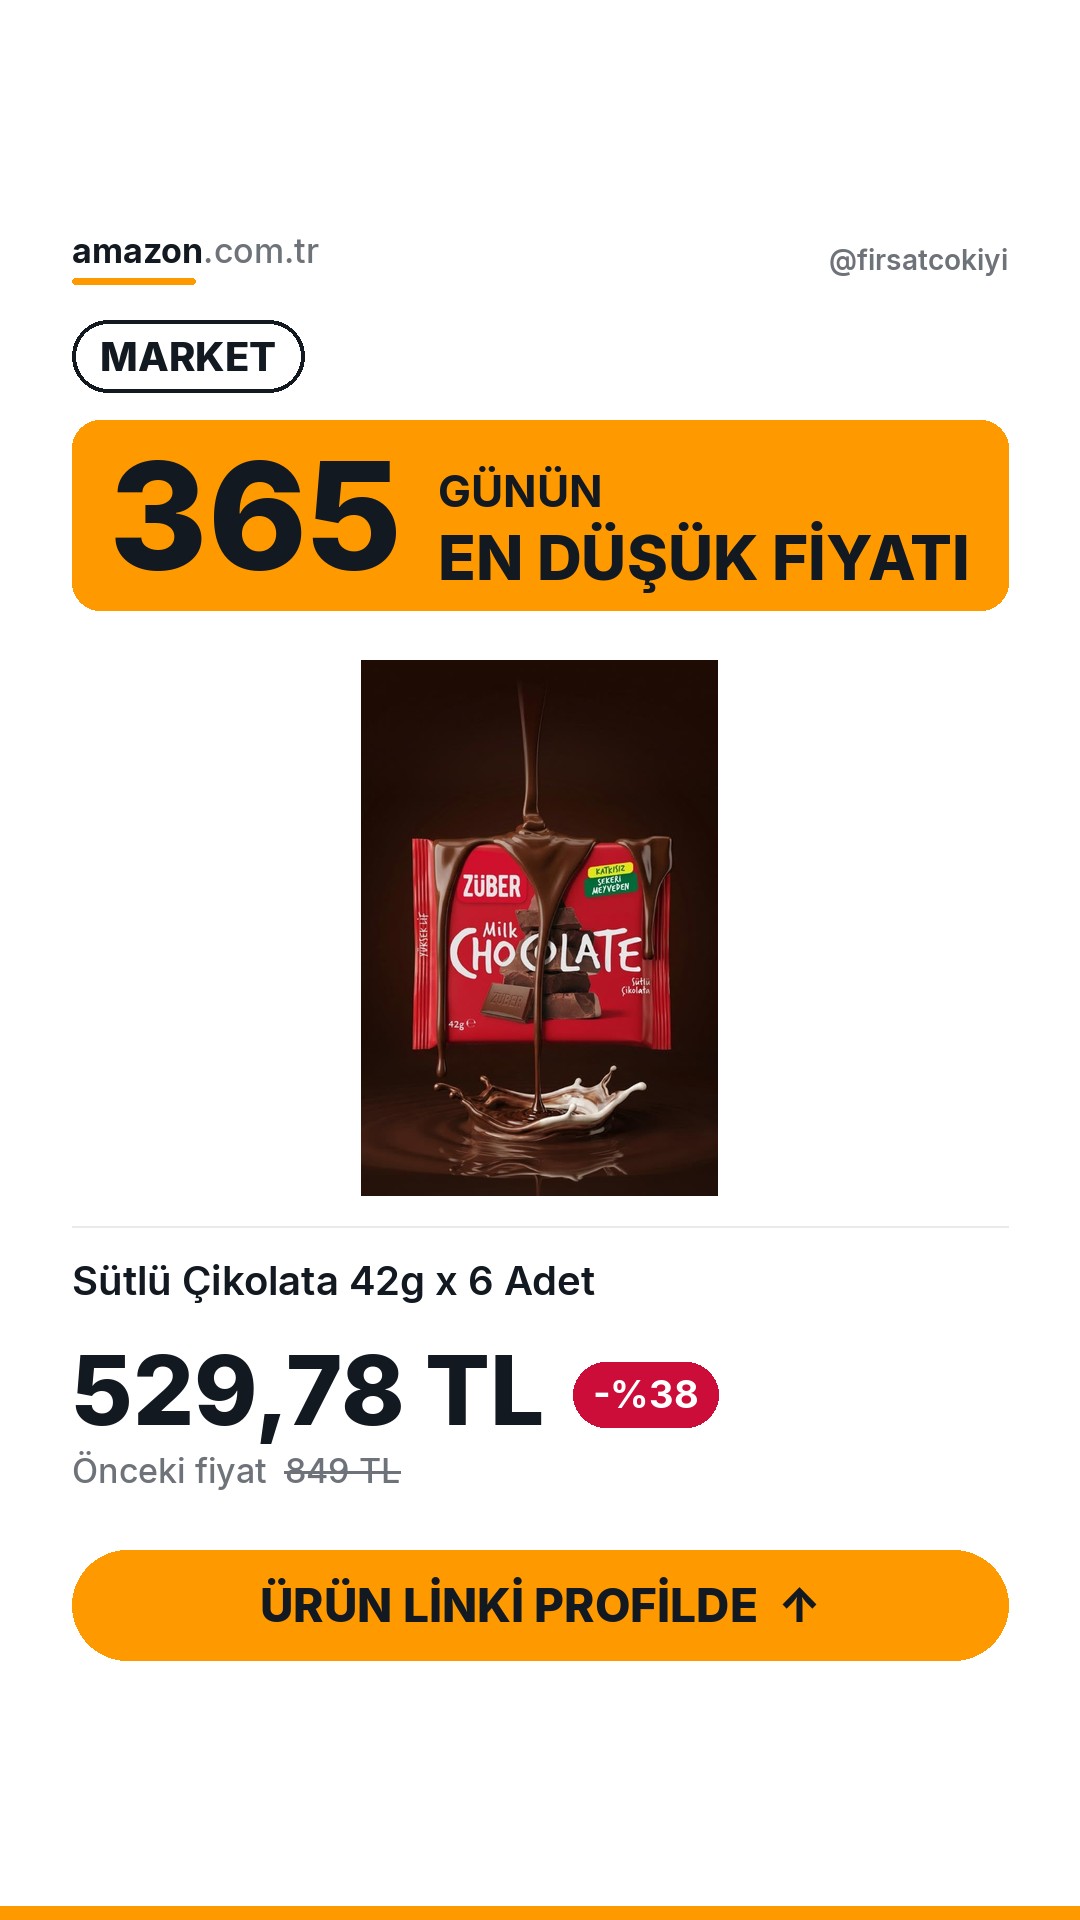 amazon.com.tr
@firsatcokiyi
MARKET
365
GÜNÜN
EN DÜŞÜK FİYATI
ZÜBER
KATKISIZ
ŞEKERİ
MEYVEDEN
YÜKSEK LİF
Milk
CHOCOLATE
Sütlü
Çikolata
ZÜBER
42g ℮
Sütlü Çikolata 42g x 6 Adet
529,78 TL
-%38
Önceki fiyat 849 TL
ÜRÜN LİNKİ PROFİLDE ↑